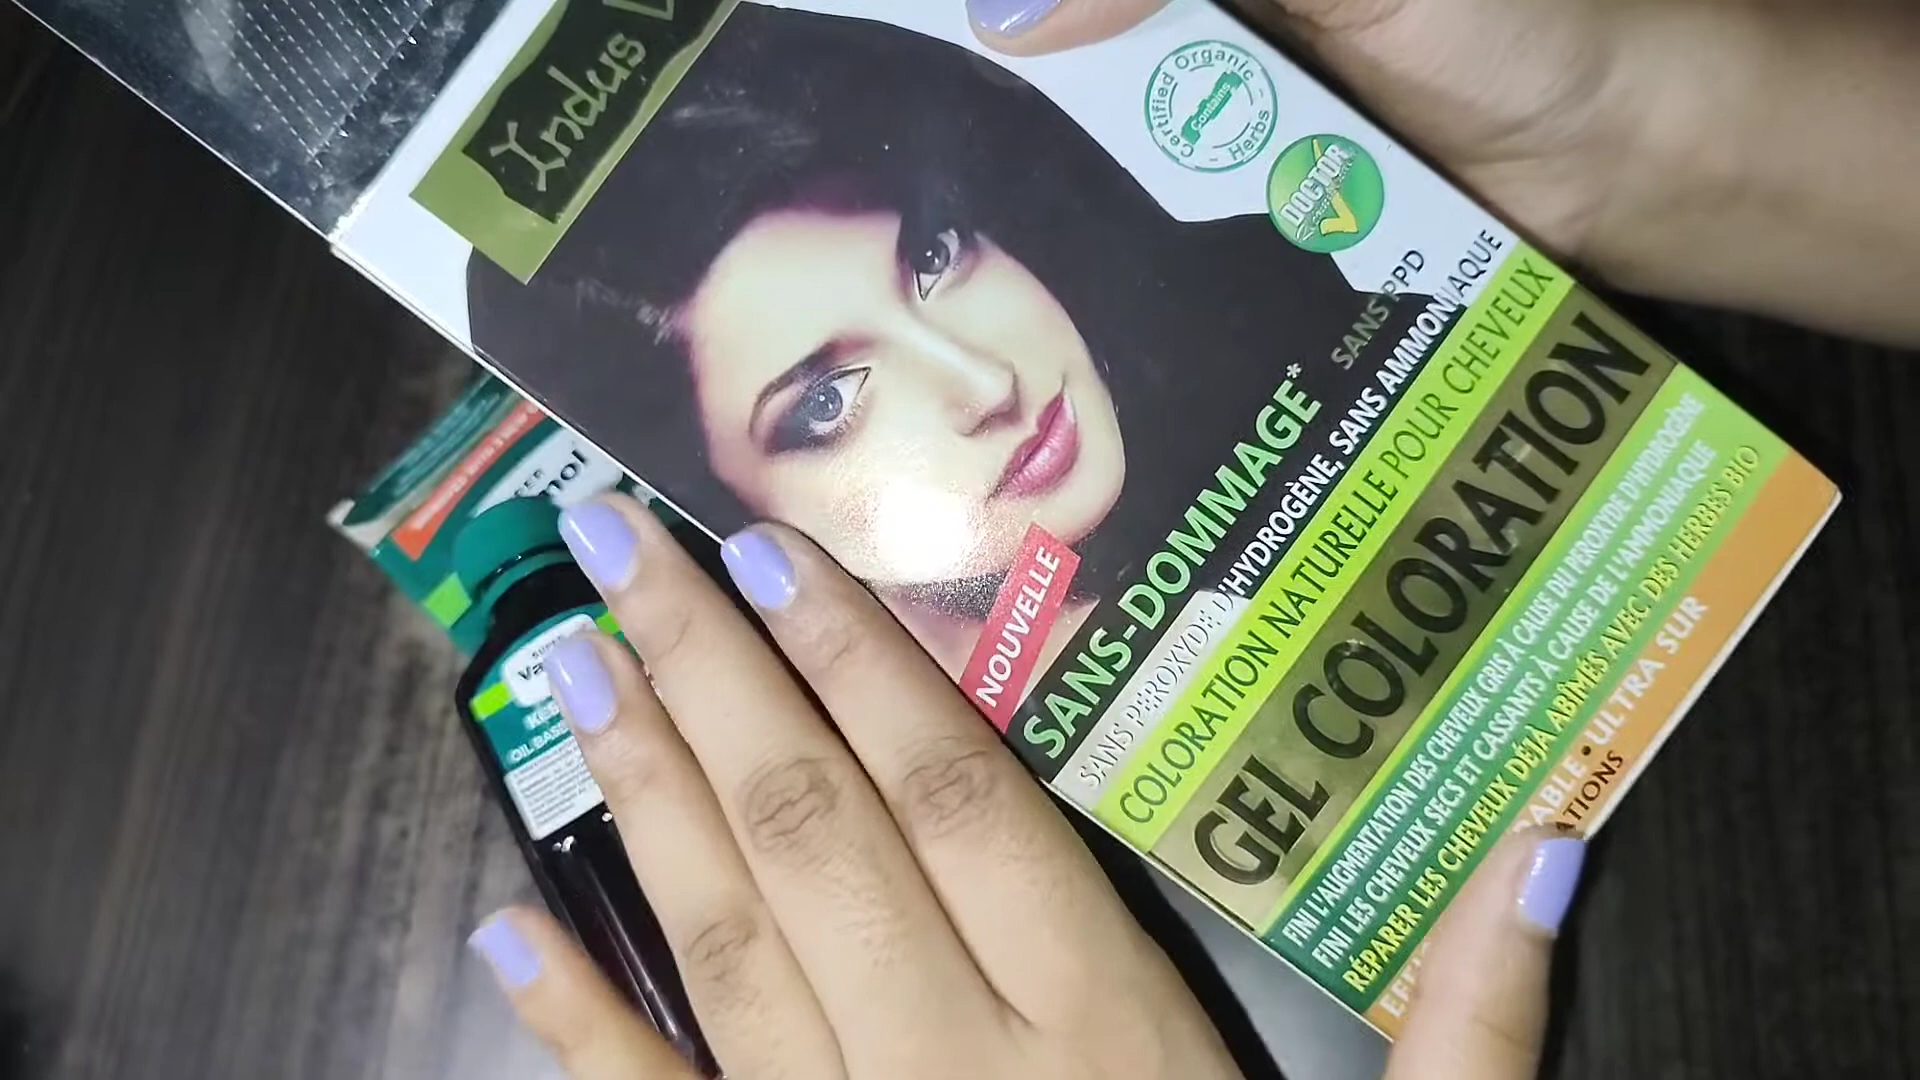 Indus V
Certified Organic
Contains
Herbs
DOCTOR
NOUVELLE
SANS-DOMMAGE*
SANS PPD
SANS PEROXYDE D'HYDROGÈNE, SANS AMMONIAQUE
COLORATION NATURELLE POUR CHEVEUX
GEL COLORATION
FINI L'AUGMENTATION DES CHEVEUX GRIS À CAUSE DU PEROXYDE D'HYDROGÈNE
FINI LES CHEVEUX SECS ET CASSANTS À CAUSE DE L'AMMONIAQUE
RÉPARER LES CHEVEUX DÉJÀ ABÎMÉS AVEC DES HERBES BIO
ABLE • ULTRA SUR
ATIONS
nol
OIL BASE